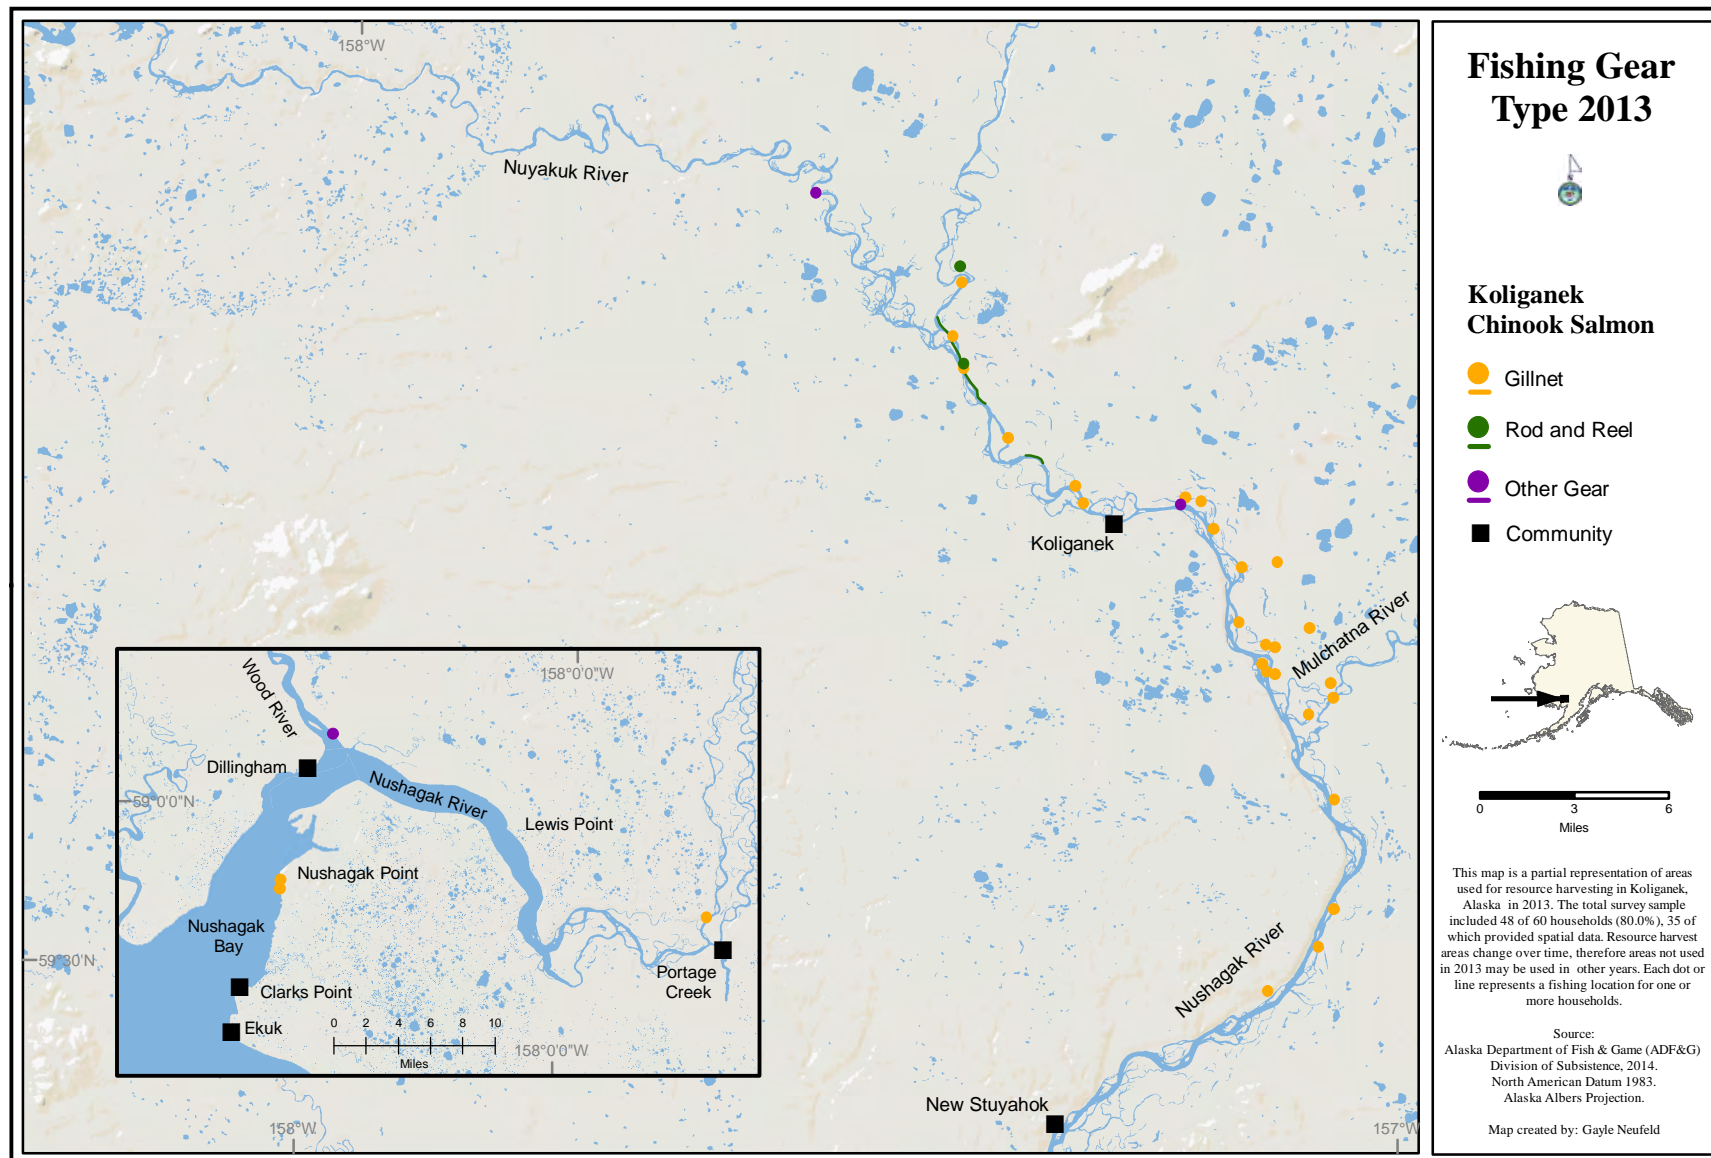 158°W
Nuyakuk River
Koliganek
Mulchatna River
Nushagak River
New Stuyahok
158°W
157°W
59°30'N
158°0'0"W
Wood River
Dillingham
59°0'0"N
Nushagak River
Lewis Point
Nushagak Point
Nushagak
Bay
Clarks Point
Ekuk
Portage
Creek
0 2 4 6 8 10
Miles
158°0'0"W
Fishing Gear
Type 2013
Koliganek
Chinook Salmon
Gillnet
Rod and Reel
Other Gear
Community
0 3 6
Miles
This map is a partial representation of areas
used for resource harvesting in Koliganek,
Alaska in 2013. The total survey sample
included 48 of 60 households (80.0%), 35 of
which provided spatial data. Resource harvest
areas change over time, therefore areas not used
in 2013 may be used in other years. Each dot or
line represents a fishing location for one or
more households.
Source:
Alaska Department of Fish & Game (ADF&G)
Division of Subsistence, 2014.
North American Datum 1983.
Alaska Albers Projection.
Map created by: Gayle Neufeld